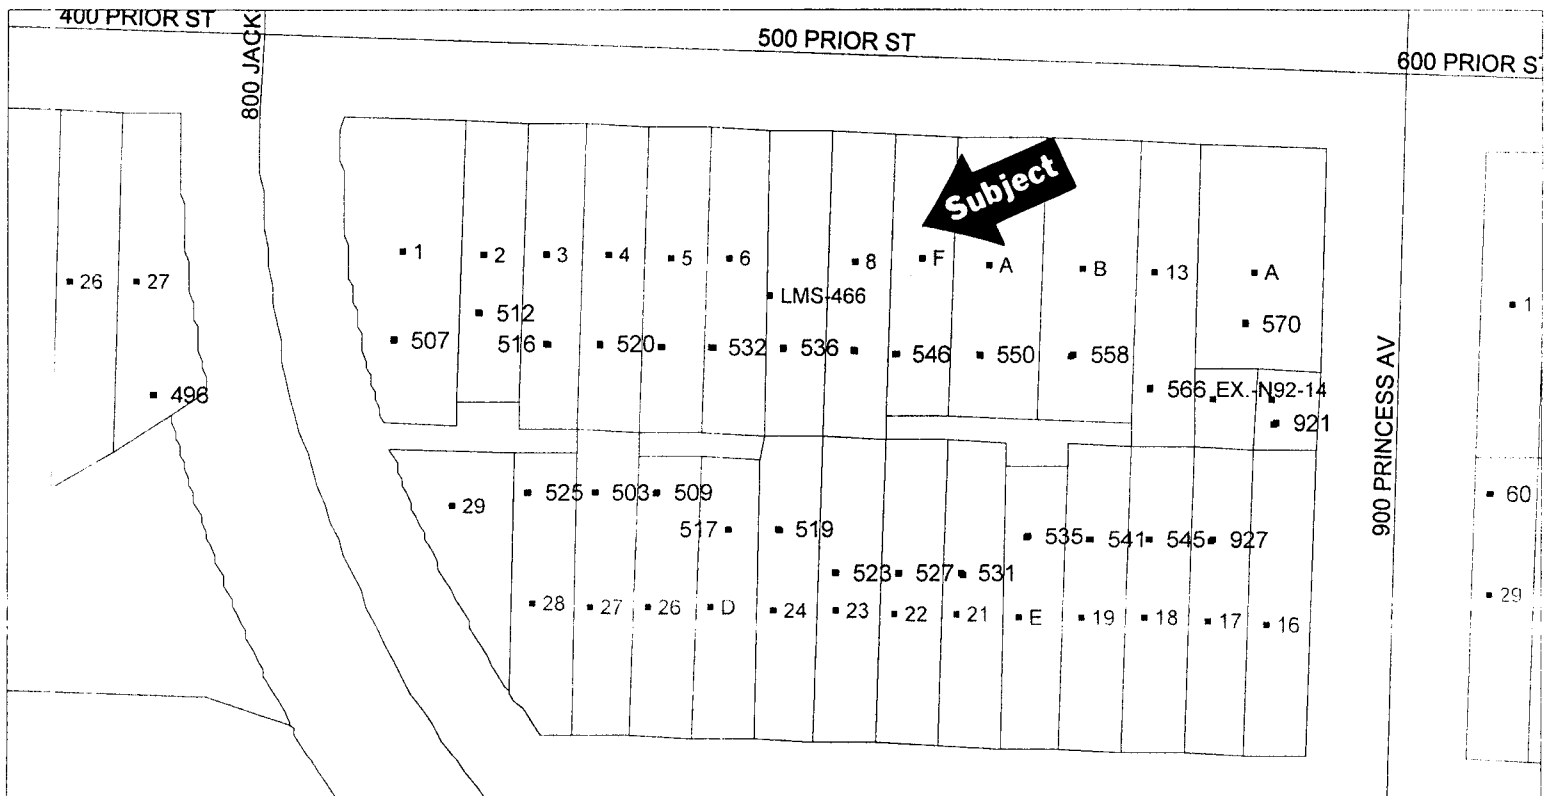 400 PRIOR ST
500 PRIOR ST
600 PRIOR S
800 JACK
Subject
1 2 3 4 5 6 8 F A B 13 A
26 27
LMS-466
1
512 570
507 516 520 532 536 546 550 558
496 566 EX.-N92-14
921
900 PRINCESS AV
29 525 503 509 60
517 519 535 541 545 927
523 527 531
28 27 26 D 24 23 22 21 E 19 18 17 16 29